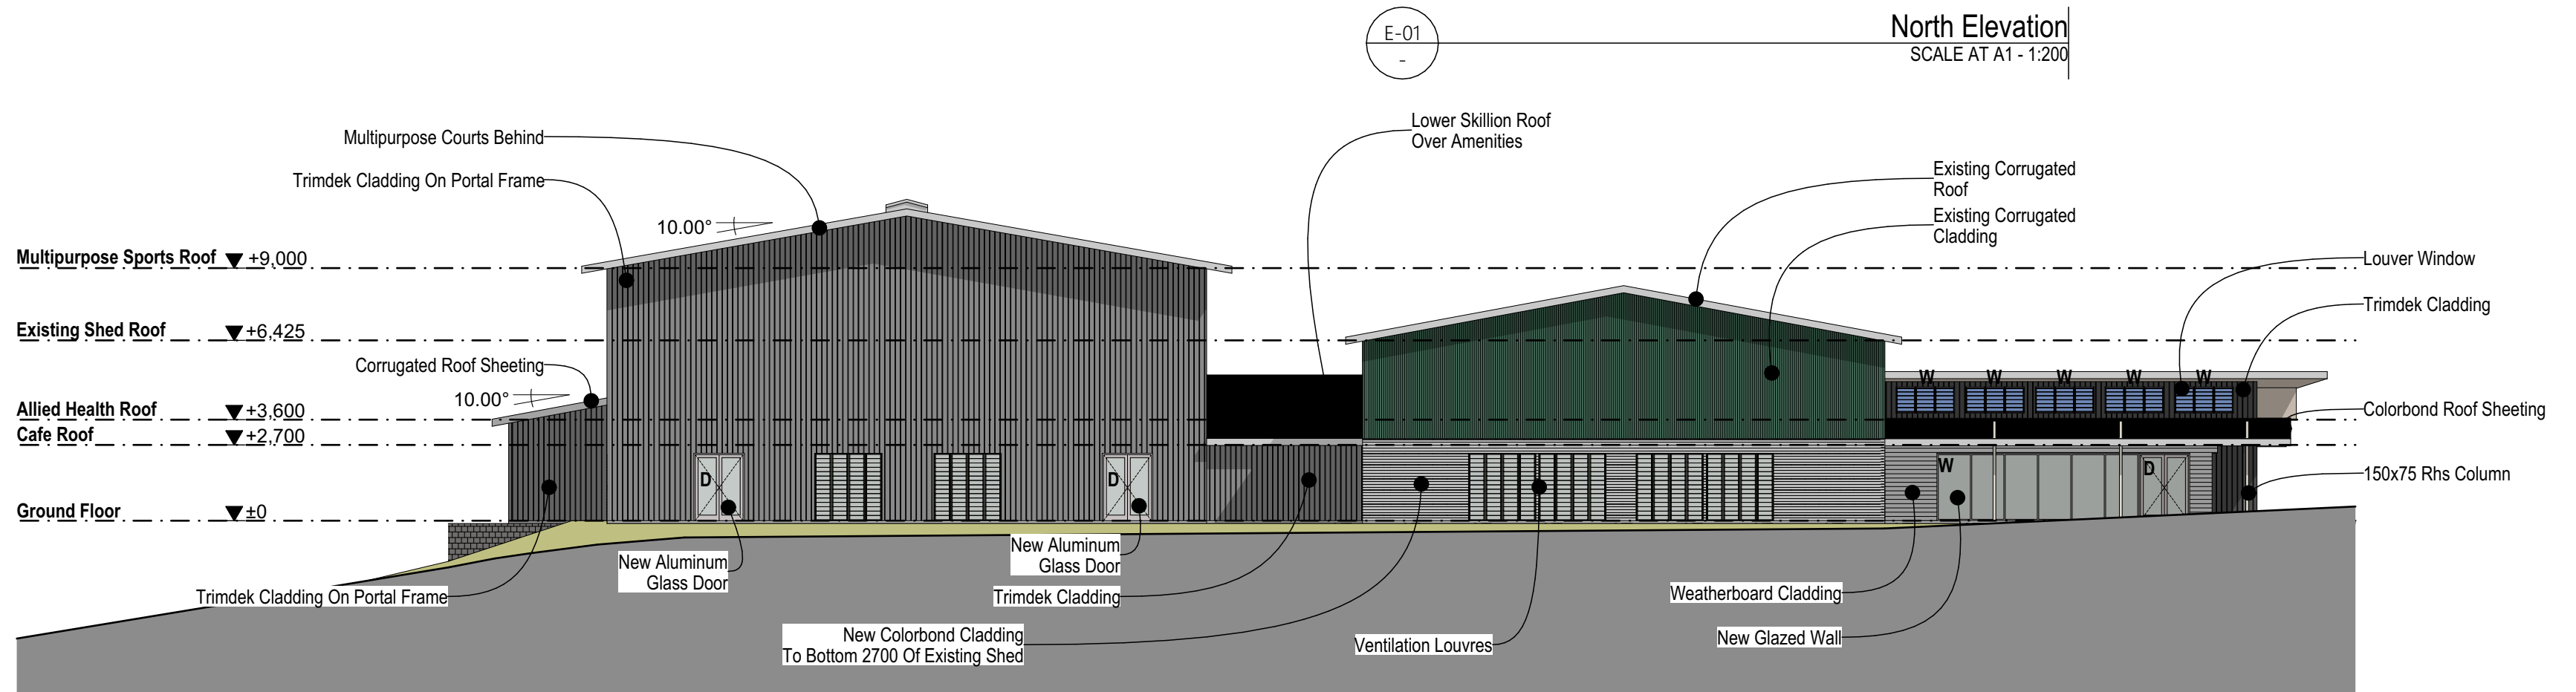 E-01
-
North Elevation
SCALE AT A1 - 1:200
Multipurpose Courts Behind
Trimdek Cladding On Portal Frame
10.00°
Lower Skillion Roof
Over Amenities
Existing Corrugated
Roof
Existing Corrugated
Cladding
Multipurpose Sports Roof +9,000
Louver Window
Trimdek Cladding
Existing Shed Roof +6,425
Corrugated Roof Sheeting
10.00°
W W W W W
Allied Health Roof +3,600
Colorbond Roof Sheeting
Cafe Roof +2,700
150x75 Rhs Column
D D W D
Ground Floor ±0
New Aluminum
Glass Door
New Aluminum
Glass Door
Trimdek Cladding On Portal Frame
Trimdek Cladding
Weatherboard Cladding
New Colorbond Cladding
To Bottom 2700 Of Existing Shed
Ventilation Louvres
New Glazed Wall